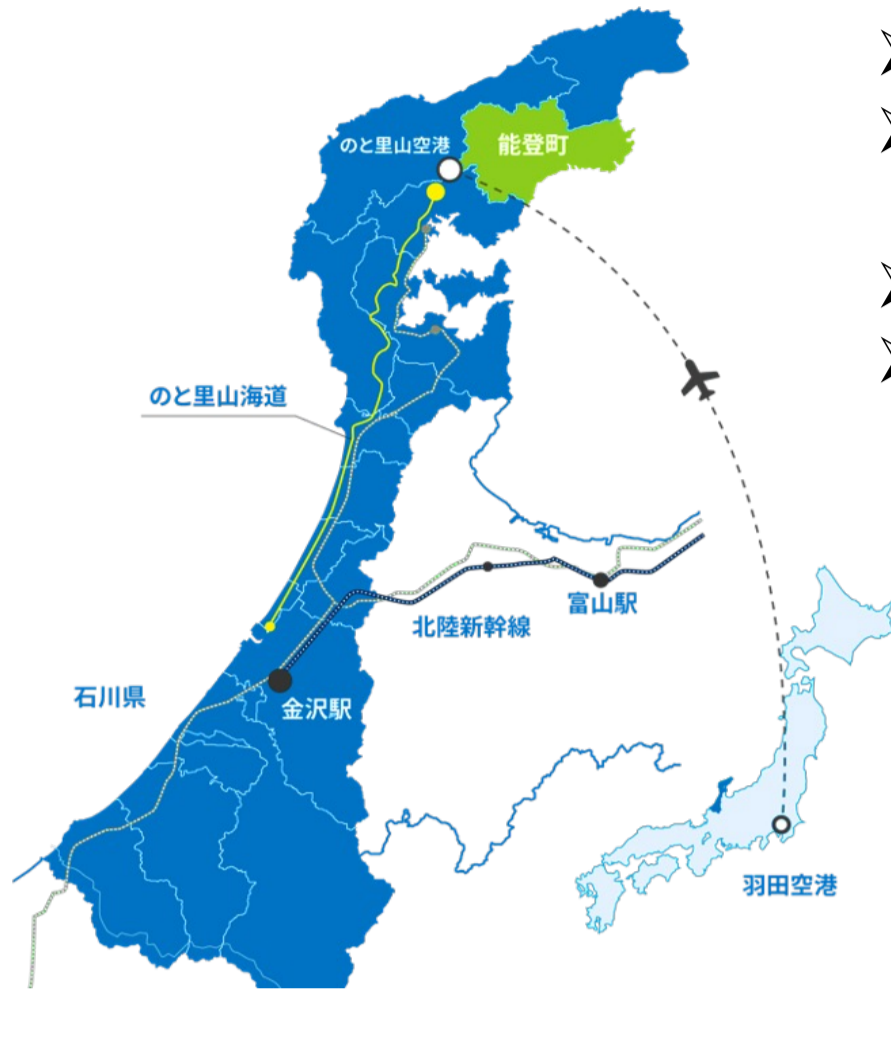 のと里山空港
能登町
のと里山海道
北陸新幹線
富山駅
石川県
金沢駅
羽田空港